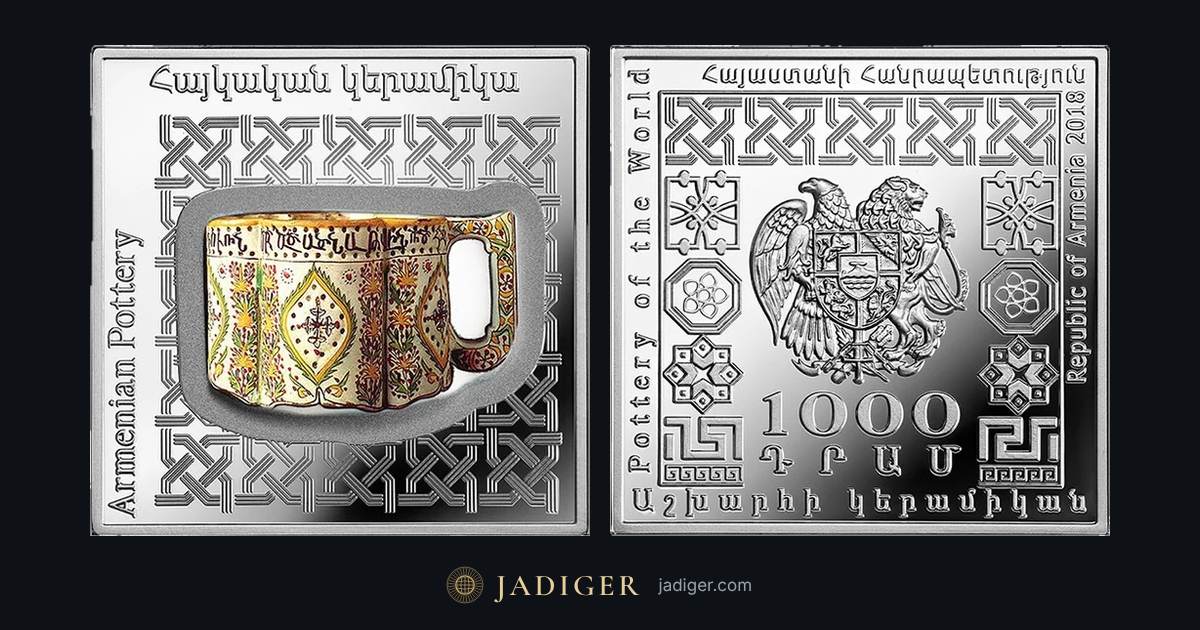 Հայկական կերամիկա
Armenian Pottery
Հայաստանի Հանրապետություն
Pottery of the World
Republic of Armenia 2018
1000
ԴՐԱՄ
Աշխարհի կերամիկան
JADIGER
jadiger.com